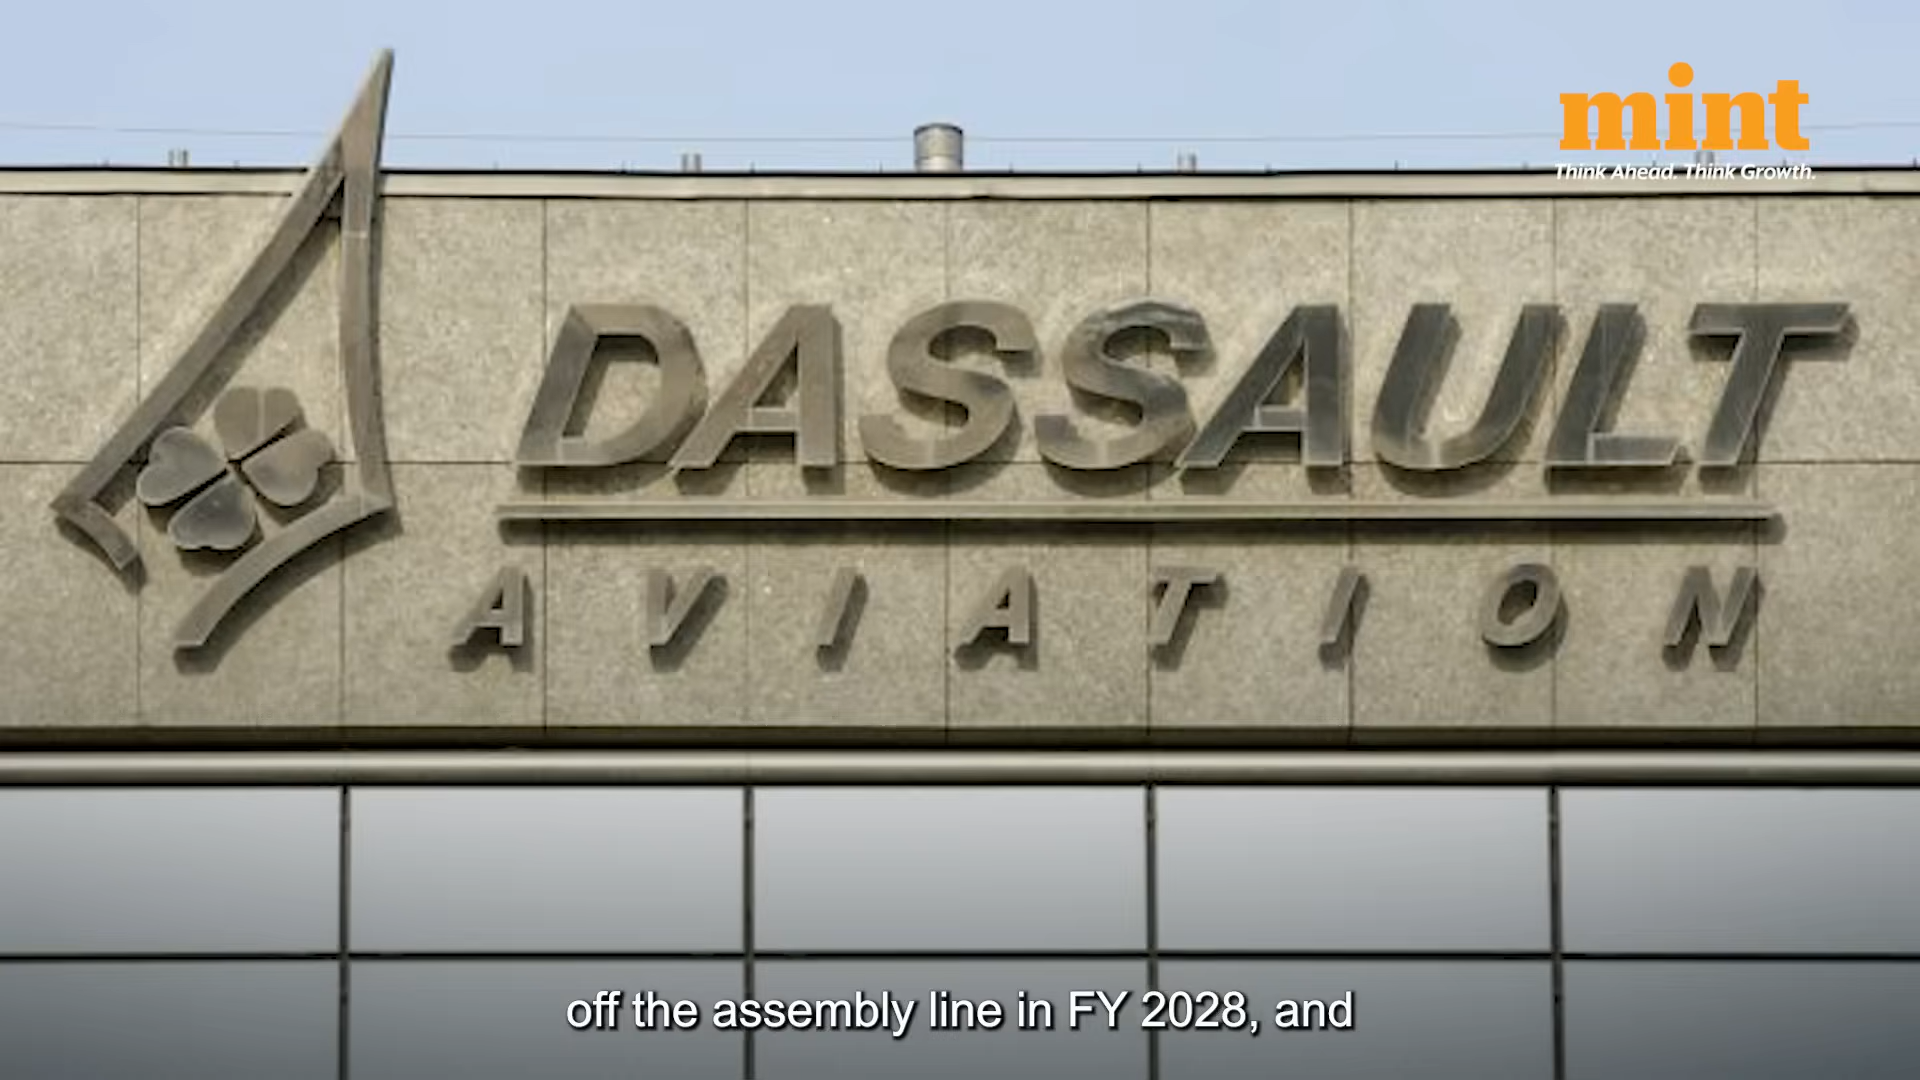 mint
Think Ahead. Think Growth.
DASSAULT
AVIATION
off the assembly line in FY 2028, and